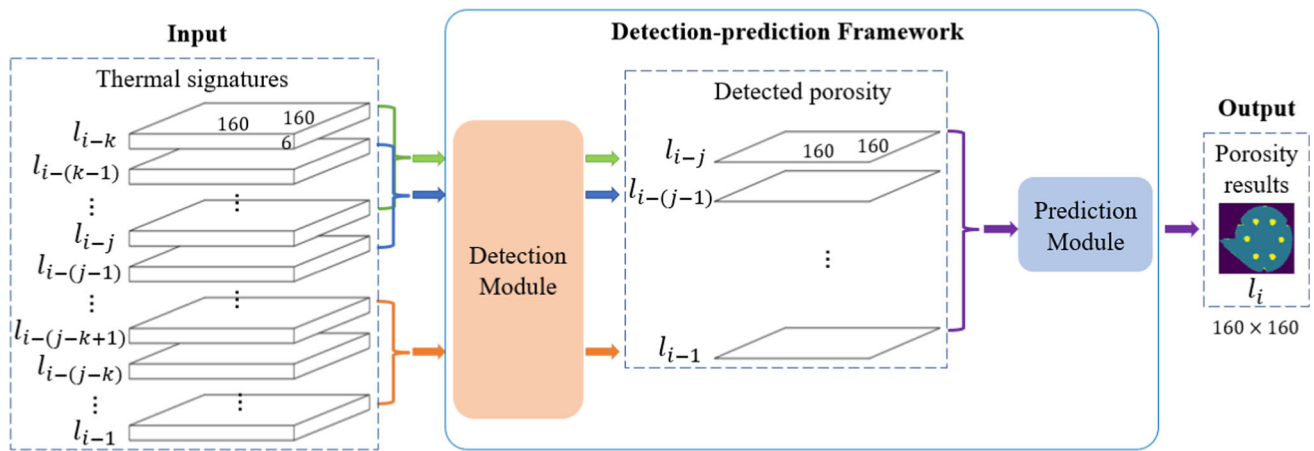 Input
Thermal signatures
160
160
6
l_{i-k}
l_{i-(k-1)}
⋮
⋮
l_{i-j}
l_{i-(j-1)}
⋮
⋮
l_{i-(j-k+1)}
l_{i-(j-k)}
⋮
⋮
l_{i-1}
Detection-prediction Framework
Detection
Module
Detected porosity
l_{i-j}
160
160
l_{i-(j-1)}
⋮
l_{i-1}
Prediction
Module
Output
Porosity
results
l_i
160 × 160